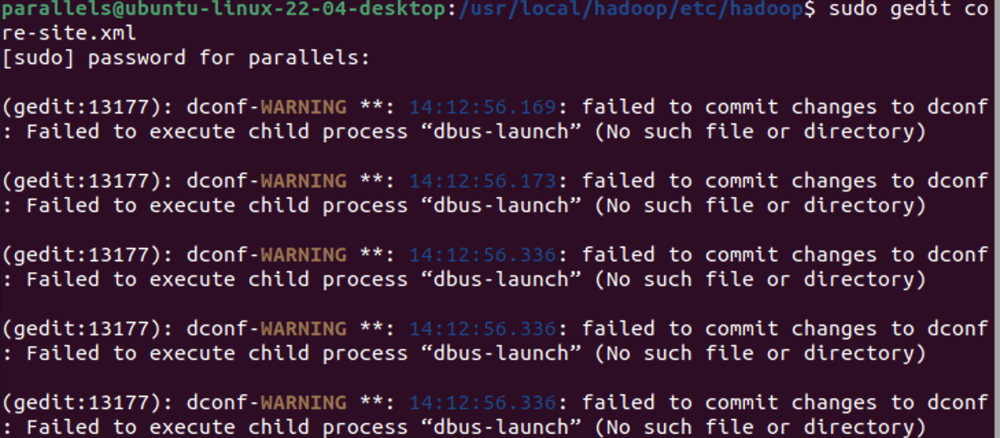 parallels@ubuntu-linux-22-04-desktop:/usr/local/hadoop/etc/hadoop$ sudo gedit co
re-site.xml
[sudo] password for parallels:
(gedit:13177): dconf-WARNING **: 14:12:56.169: failed to commit changes to dconf
: Failed to execute child process “dbus-launch” (No such file or directory)
(gedit:13177): dconf-WARNING **: 14:12:56.173: failed to commit changes to dconf
: Failed to execute child process “dbus-launch” (No such file or directory)
(gedit:13177): dconf-WARNING **: 14:12:56.336: failed to commit changes to dconf
: Failed to execute child process “dbus-launch” (No such file or directory)
(gedit:13177): dconf-WARNING **: 14:12:56.336: failed to commit changes to dconf
: Failed to execute child process “dbus-launch” (No such file or directory)
(gedit:13177): dconf-WARNING **: 14:12:56.336: failed to commit changes to dconf
: Failed to execute child process “dbus-launch” (No such file or directory)